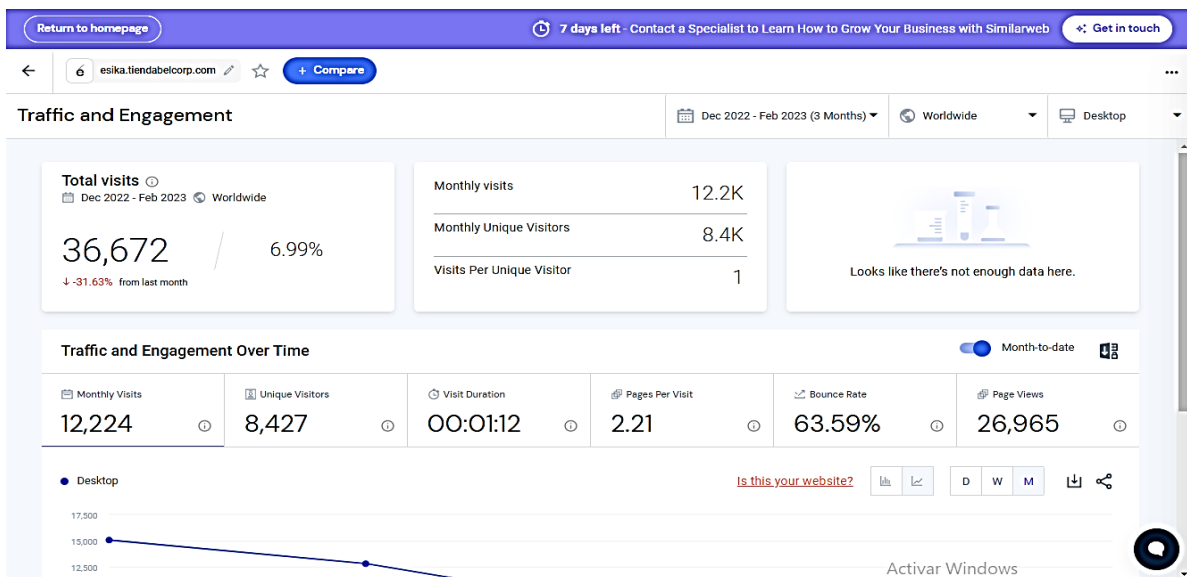 Return to homepage
7 days left - Contact a Specialist to Learn How to Grow Your Business with Similarweb
Get in touch
esika.tiendabelcorp.com
+ Compare
Traffic and Engagement
Dec 2022 - Feb 2023 (3 Months)
Worldwide
Desktop
Total visits
Dec 2022 - Feb 2023 Worldwide
36,672
6.99%
-31.63% from last month
Monthly visits 12.2K
Monthly Unique Visitors 8.4K
Visits Per Unique Visitor 1
Looks like there's not enough data here.
Traffic and Engagement Over Time
Month-to-date
Monthly Visits
12,224
Unique Visitors
8,427
Visit Duration
00:01:12
Pages Per Visit
2.21
Bounce Rate
63.59%
Page Views
26,965
Desktop
Is this your website?
D W M
17,500
15,000
12,500
Activar Windows